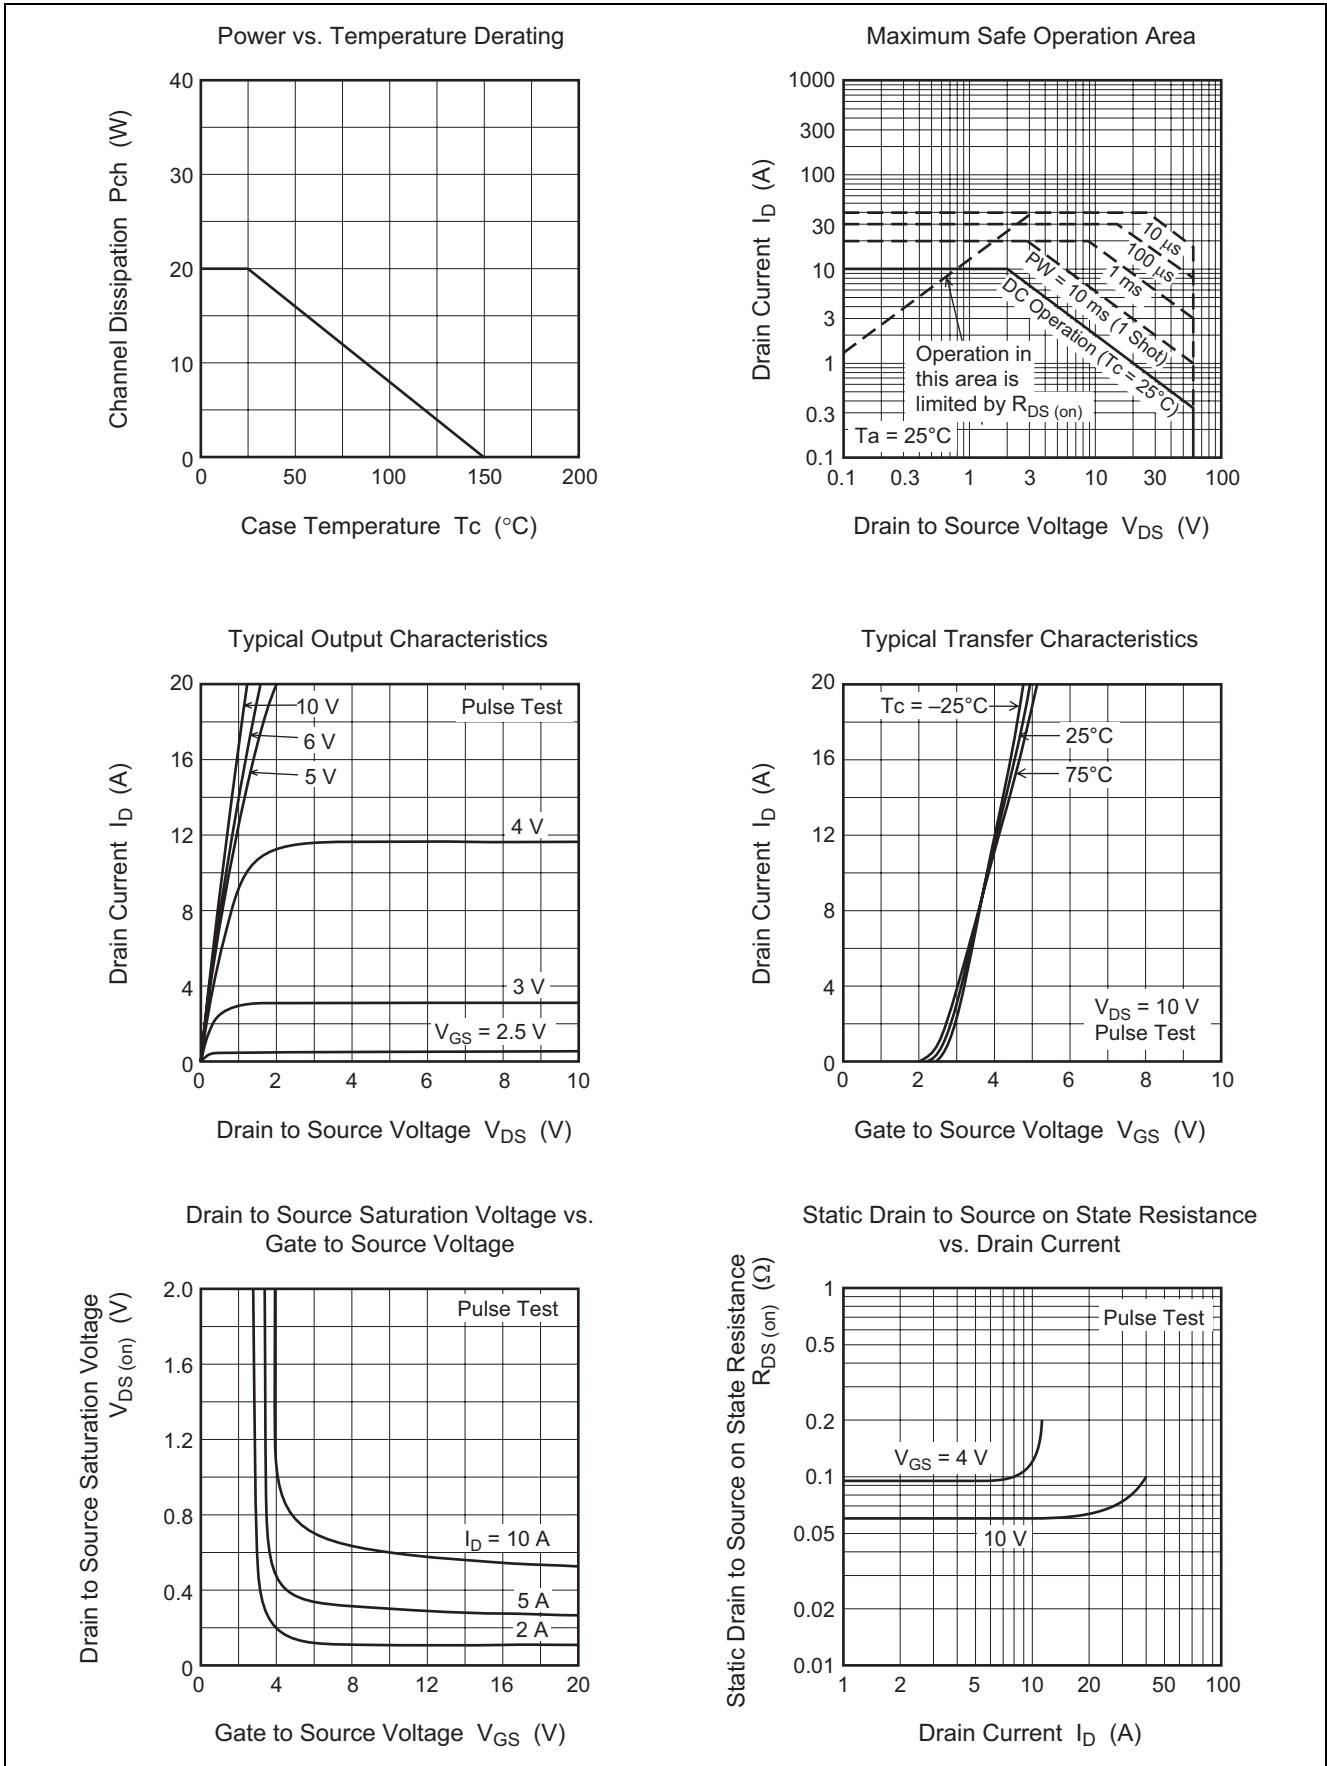 Power vs. Temperature Derating
40
30
20
10
0
0 50 100 150 200
Channel Dissipation Pch (W)
Case Temperature Tc (°C)
Maximum Safe Operation Area
1000
300
100
30
10
3
1
0.3
0.1
0.1 0.3 1 3 10 30 100
Drain Current I_D (A)
10 μs
100 μs
1 ms
PW = 10 ms (1 Shot)
DC Operation (Tc = 25°C)
Operation in
this area is
limited by R_DS (on)
Ta = 25°C
Drain to Source Voltage V_DS (V)
Typical Output Characteristics
20
16
12
8
4
0
0 2 4 6 8 10
Drain Current I_D (A)
Pulse Test
10 V
6 V
5 V
4 V
3 V
V_GS = 2.5 V
Drain to Source Voltage V_DS (V)
Typical Transfer Characteristics
20
16
12
8
4
0
0 2 4 6 8 10
Drain Current I_D (A)
Tc = –25°C
25°C
75°C
V_DS = 10 V
Pulse Test
Gate to Source Voltage V_GS (V)
Drain to Source Saturation Voltage vs.
Gate to Source Voltage
2.0
1.6
1.2
0.8
0.4
0
0 4 8 12 16 20
Drain to Source Saturation Voltage
V_DS (on) (V)
Pulse Test
I_D = 10 A
5 A
2 A
Gate to Source Voltage V_GS (V)
Static Drain to Source on State Resistance
vs. Drain Current
1
0.5
0.2
0.1
0.05
0.02
0.01
1 2 5 10 20 50 100
Static Drain to Source on State Resistance
R_DS (on) (Ω)
Pulse Test
V_GS = 4 V
10 V
Drain Current I_D (A)